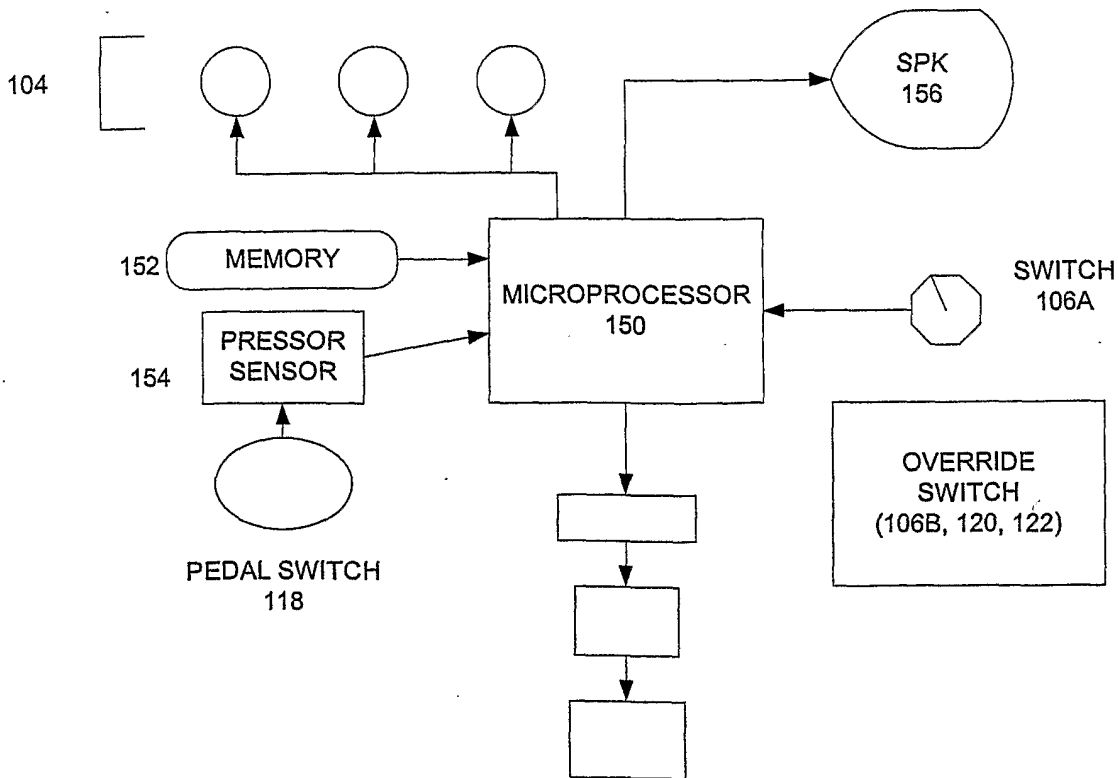 104
SPK
156
152
MEMORY
MICROPROCESSOR
150
SWITCH
106A
154
PRESSOR
SENSOR
OVERRIDE
SWITCH
(106B, 120, 122)
PEDAL SWITCH
118